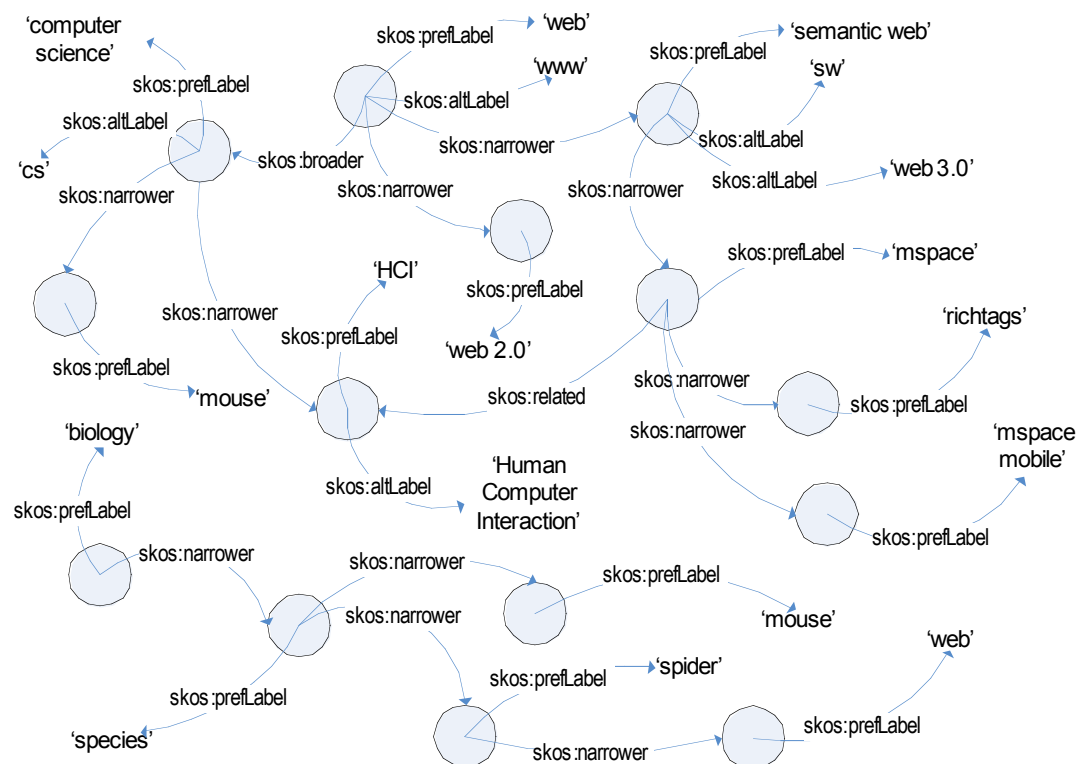 ‘computer
science’
skos:prefLabel
‘web’
‘semantic web’
skos:prefLabel
‘www’
‘sw’
skos:prefLabel
skos:altLabel
skos:altLabel
skos:altLabel
skos:narrower
skos:broader
‘cs’
skos:altLabel
‘web 3.0’
skos:narrower
skos:narrower
skos:narrower
skos:prefLabel
‘mspace’
‘HCI’
skos:prefLabel
skos:narrower
‘richtags’
skos:prefLabel
‘web 2.0’
skos:prefLabel
skos:narrower
‘mouse’
skos:related
skos:prefLabel
‘biology’
skos:narrower
‘mspace
mobile’
‘Human
Computer
Interaction’
skos:altLabel
skos:prefLabel
skos:prefLabel
skos:narrower
skos:narrower
skos:prefLabel
skos:narrower
‘mouse’
‘web’
‘spider’
skos:prefLabel
skos:prefLabel
skos:prefLabel
‘species’
skos:narrower